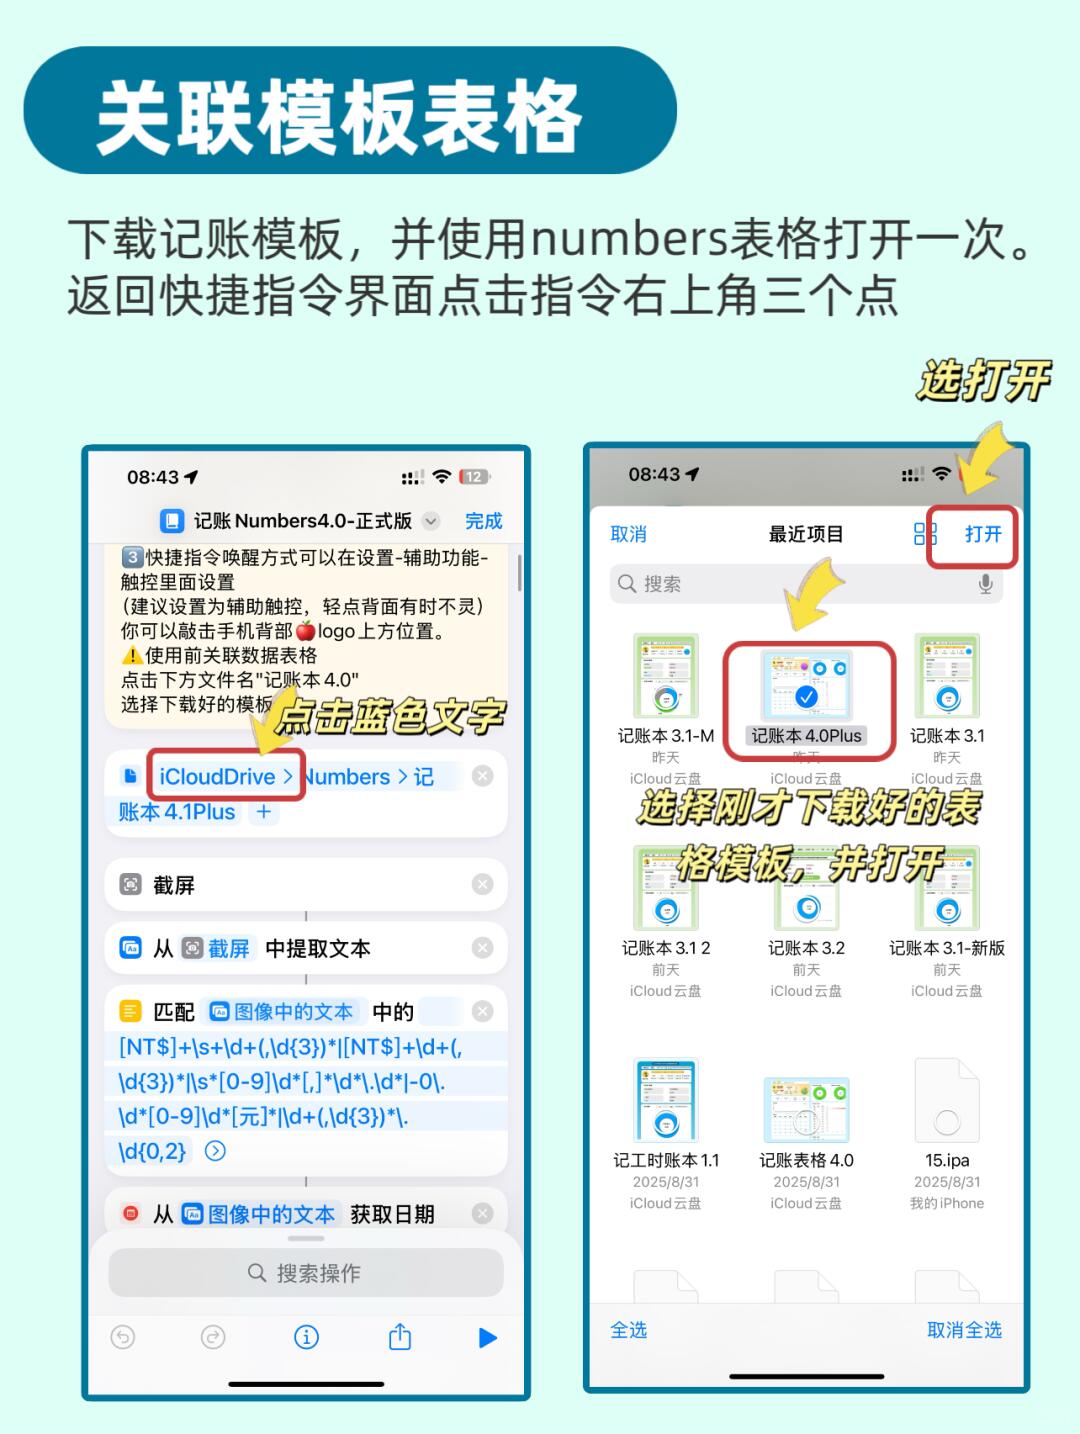 关联模板表格
下载记账模板，并使用numbers表格打开一次。
返回快捷指令界面点击指令右上角三个点
选打开
08:43
12
记账Numbers4.0-正式版
完成
3快捷指令唤醒方式可以在设置-辅助功能-
触控里面设置
（建议设置为辅助触控，轻点背面有时不灵）
你可以敲击手机背部🍎logo上方位置。
⚠️使用前关联数据表格
点击下方文件名"记账本4.0"
选择下载好的模板
点击蓝色文字
iCloudDrive > Numbers > 记
账本4.1Plus +
截屏
从 截屏 中提取文本
匹配 图像中的文本 中的
[NT$]+\s+\d+(,\d{3})*|[NT$]+\d+(,
\d{3})*|\s*[0-9]\d*[,]*\d*\.\d*|-0\.
\d*[0-9]\d*[元]*|\d+(,\d{3})*\.
\d{0,2}
从 图像中的文本 获取日期
搜索操作
08:43
取消 最近项目 打开
搜索
记账本3.1-M 记账本4.0Plus 记账本3.1
昨天 昨天 昨天
iCloud云盘 iCloud云盘 iCloud云盘
选择刚才下载好的表
格模板，并打开
记账本3.1 2 记账本3.2 记账本3.1-新版
前天 前天 前天
iCloud云盘 iCloud云盘 iCloud云盘
记工时账本1.1 记账表格4.0 15.ipa
2025/8/31 2025/8/31 2025/8/31
iCloud云盘 iCloud云盘 我的iPhone
全选 取消全选